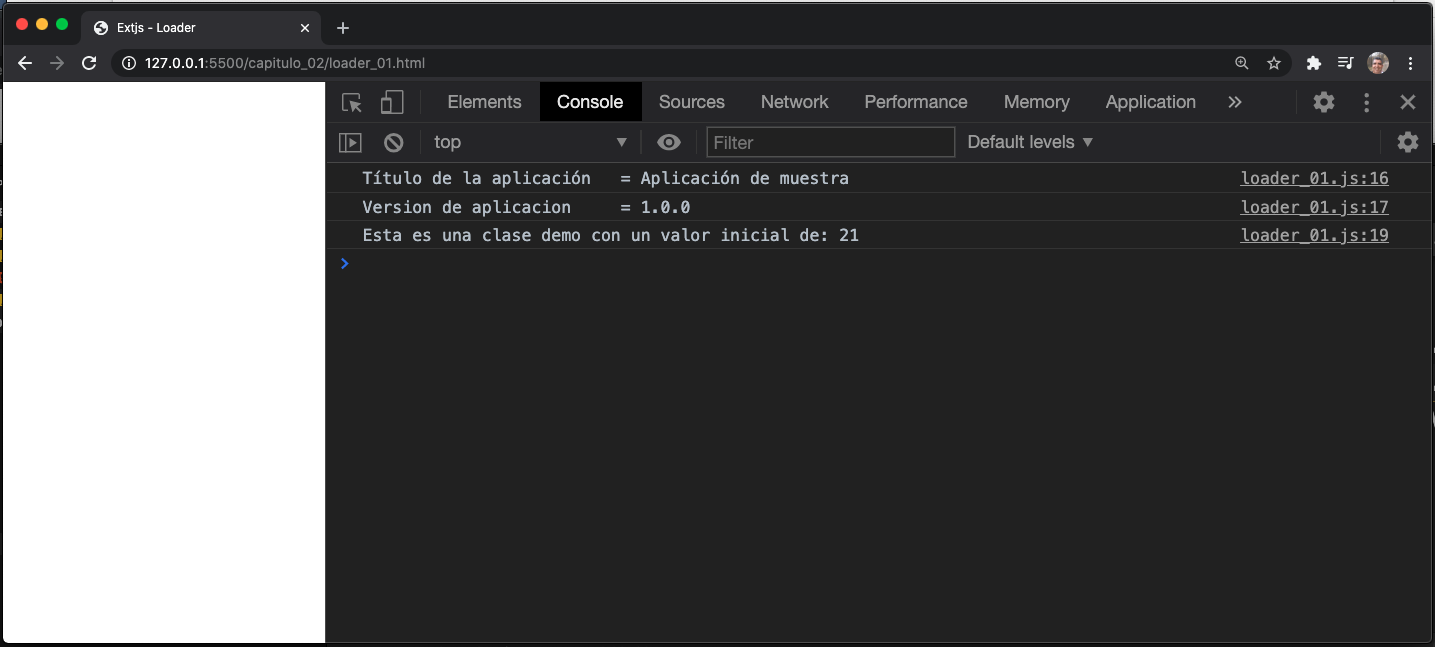 Extjs - Loader
127.0.0.1:5500/capitulo_02/loader_01.html
Elements Console Sources Network Performance Memory Application
top Filter Default levels
Título de la aplicación = Aplicación de muestra loader_01.js:16
Version de aplicacion = 1.0.0 loader_01.js:17
Esta es una clase demo con un valor inicial de: 21 loader_01.js:19